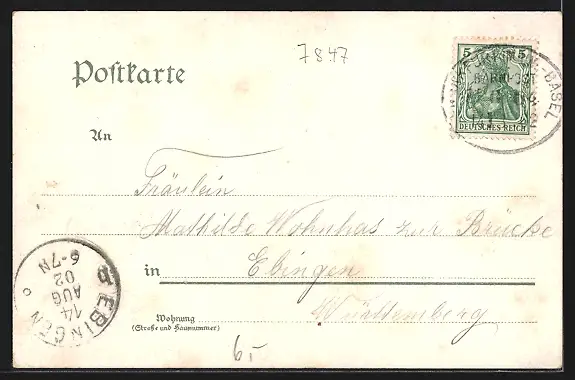 7847
Postkarte
5 5
DEUTSCHES REICH
BASEL
An
Fräulein
Mathilde Wohnhas zur Brücke
in Ebingen
Württemberg
Wohnung
(Straße und Hausnummer)
EBINGEN
14
AUG
02
6-7N
6,-